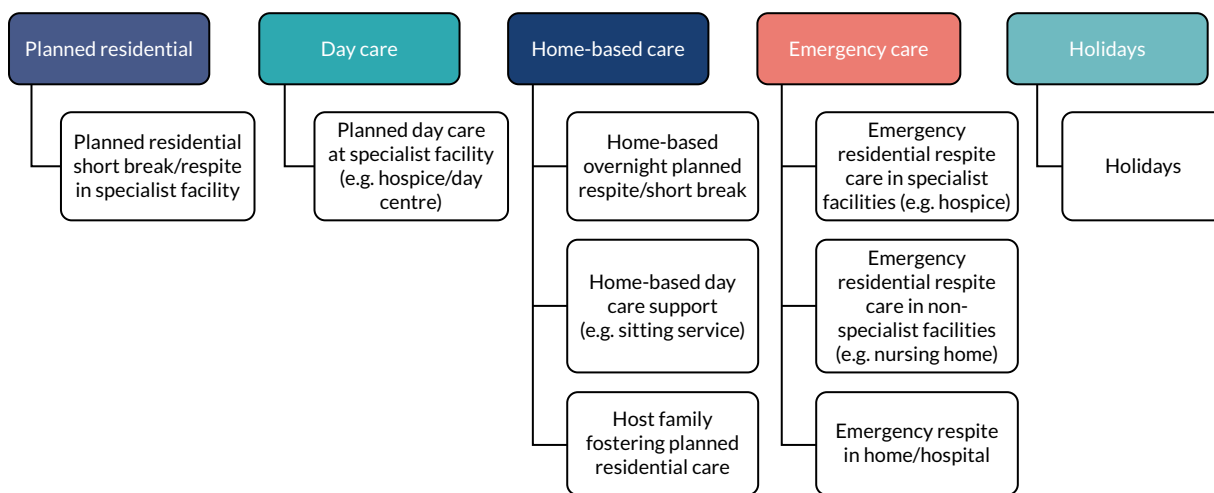 Planned residential
Day care
Home-based care
Emergency care
Holidays
Planned residential
short break/respite
in specialist facility
Planned day care
at specialist facility
(e.g. hospice/day
centre)
Home-based
overnight planned
respite/short break
Emergency
residential respite
care in specialist
facilities (e.g. hospice)
Holidays
Home-based day
care support
(e.g. sitting service)
Emergency
residential respite
care in non-
specialist facilities
(e.g. nursing home)
Host family
fostering planned
residential care
Emergency respite
in home/hospital